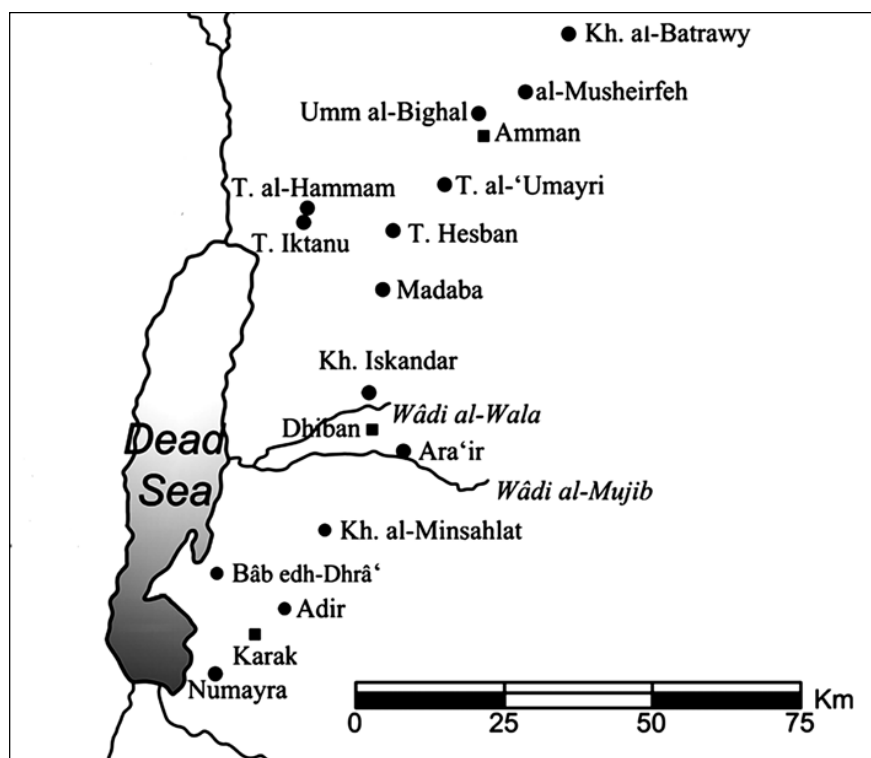 Kh. al-Batrawy
al-Musheirfeh
Umm al-Bighal
Amman
T. al-‘Umayri
T. al-Hammam
T. Iktanu
T. Hesban
Madaba
Kh. Iskandar
Wâdi al-Wala
Dhiban
Ara‘ir
Dead
Sea
Wâdi al-Mujib
Kh. al-Minsahlat
Bâb edh-Dhrâ‘
Adir
Karak
Numayra
Km
0 25 50 75